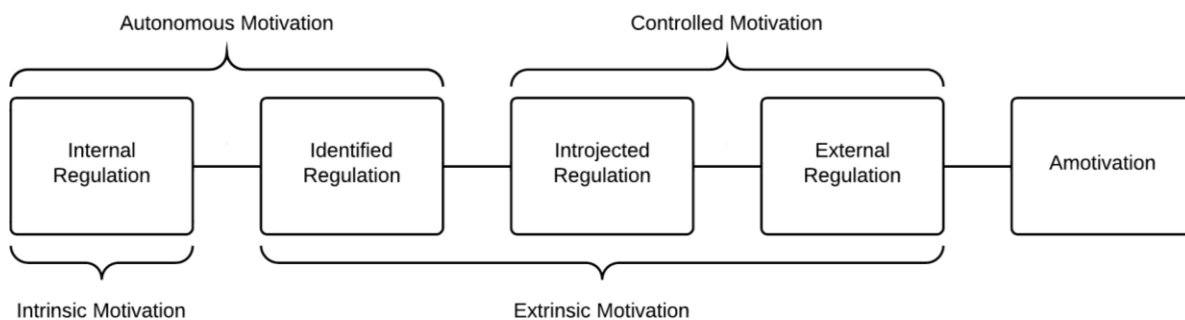 Autonomous Motivation
Controlled Motivation
Internal
Regulation
Identified
Regulation
Introjected
Regulation
External
Regulation
Amotivation
Intrinsic Motivation
Extrinsic Motivation